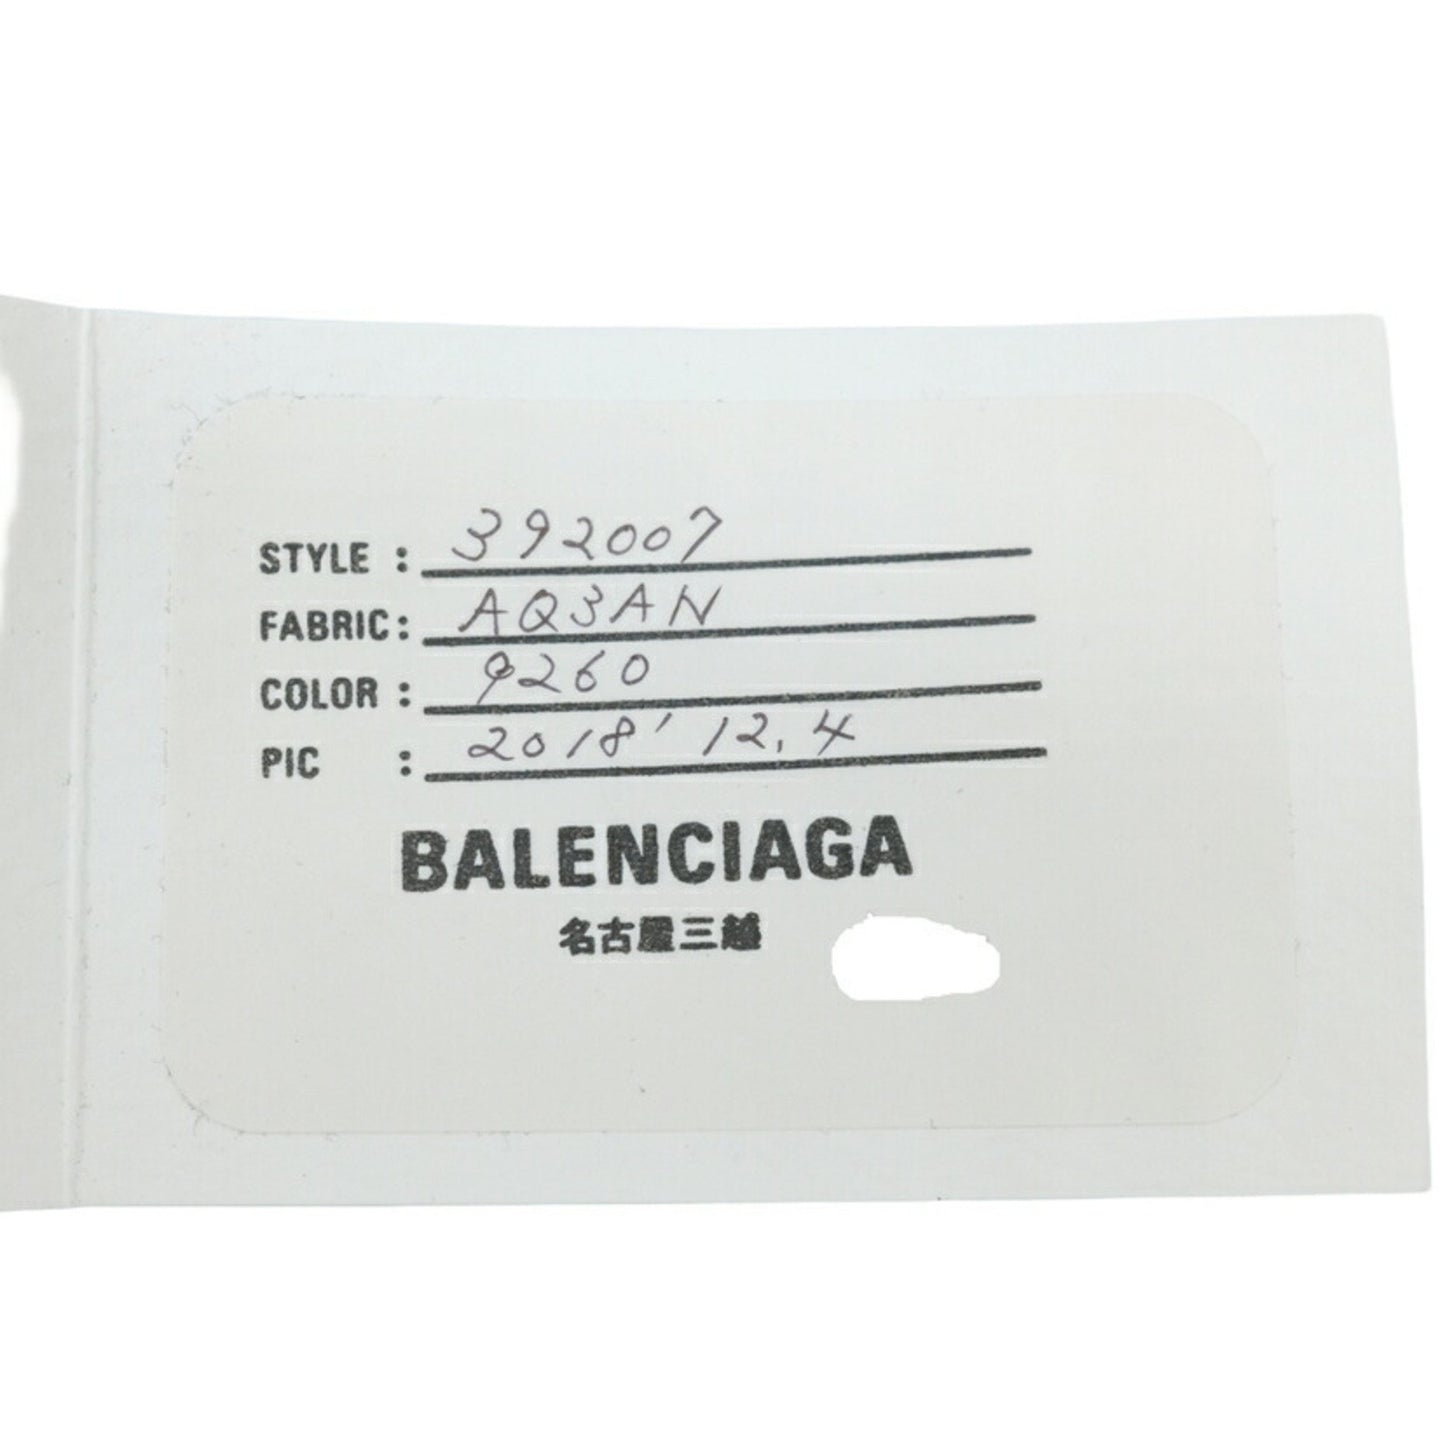 STYLE : 392007
FABRIC: AQ3AN
COLOR : 9260
PIC : 2018' 12.4
BALENCIAGA
名古屋三越